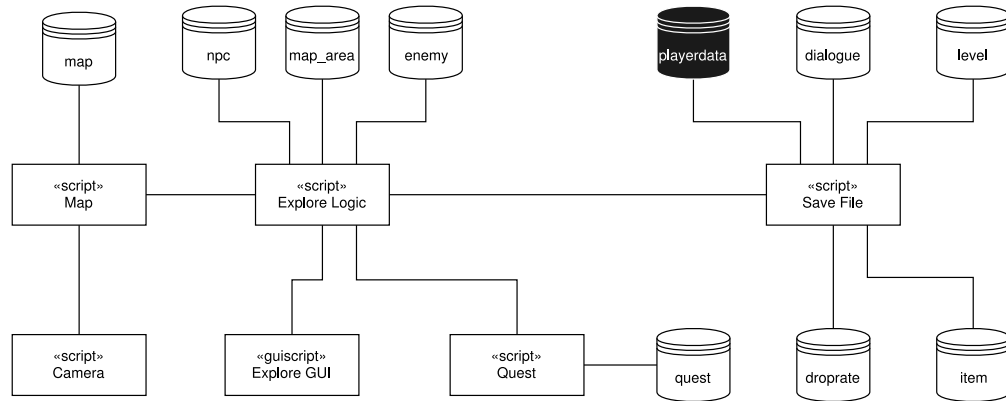 map
npc
map_area
enemy
playerdata
dialogue
level
«script»
Map
«script»
Explore Logic
«script»
Save File
«script»
Camera
«guiscript»
Explore GUI
«script»
Quest
quest
droprate
item